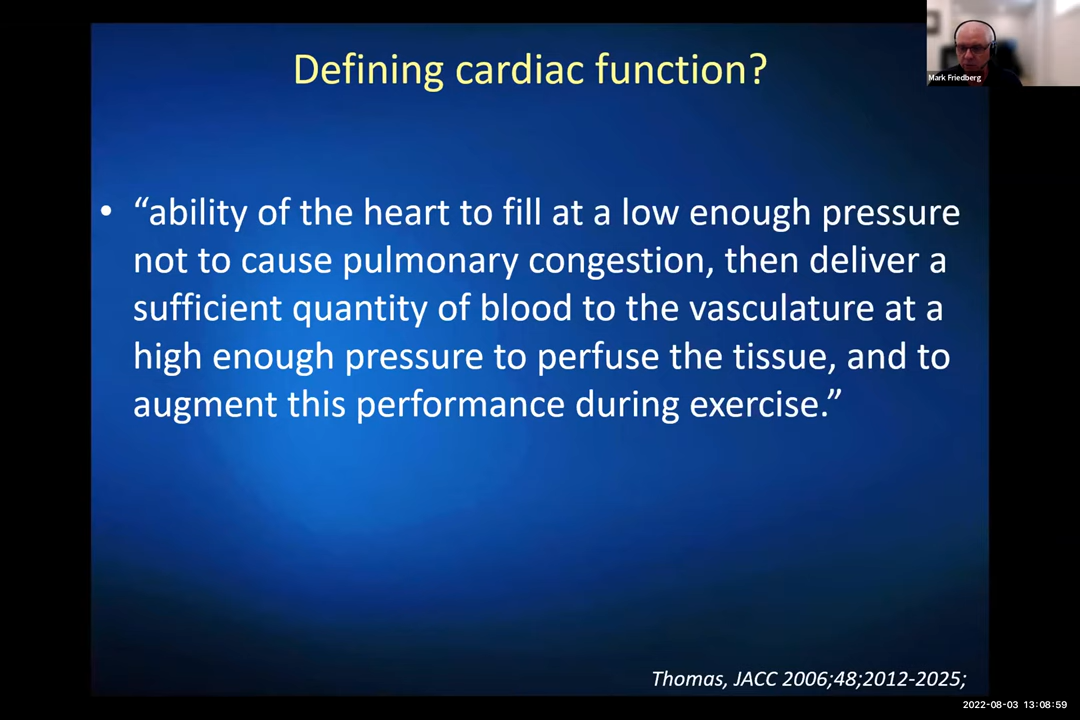 Defining cardiac function?
Mark Friedberg
• “ability of the heart to fill at a low enough pressure
not to cause pulmonary congestion, then deliver a
sufficient quantity of blood to the vasculature at a
high enough pressure to perfuse the tissue, and to
augment this performance during exercise.”
Thomas, JACC 2006;48;2012-2025;
2022-08-03 13:08:59